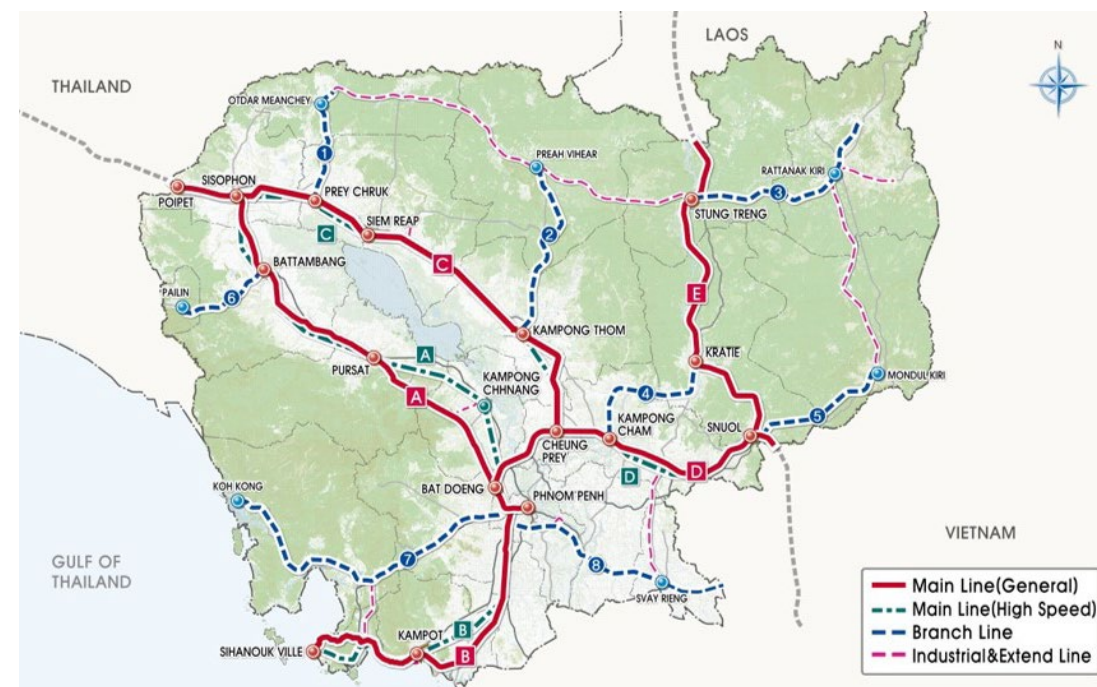 LAOS
N
THAILAND
OTDAR MEANCHEY
1
PREAH VIHEAR
RATTANAK KIRI
3
SISOPHON
PREY CHRUK
POIPET
STUNG TRENG
SIEM REAP
C
C
2
BATTAMBANG
E
PAILIN
6
KAMPONG THOM
A
KRATIE
PURSAT
KAMPONG
CHHNANG
MONDUL KIRI
A
4
KAMPONG
CHAM
5
SNUOL
CHEUNG
PREY
D
D
BAT DOENG
PHNOM PENH
KOH KONG
VIETNAM
GULF OF
THAILAND
7
8
SVAY RIENG
Main Line(General)
Main Line(High Speed)
Branch Line
Industrial&Extend Line
KAMPOT
B
B
SIHANOUK VILLE